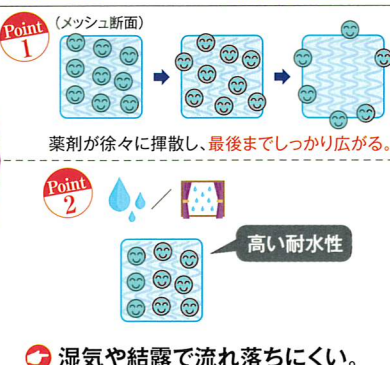 Point
1
(メッシュ断面)
薬剤が徐々に揮散し、最後までしっかり広がる。
Point
2
高い耐水性
湿気や結露で流れ落ちにくい。